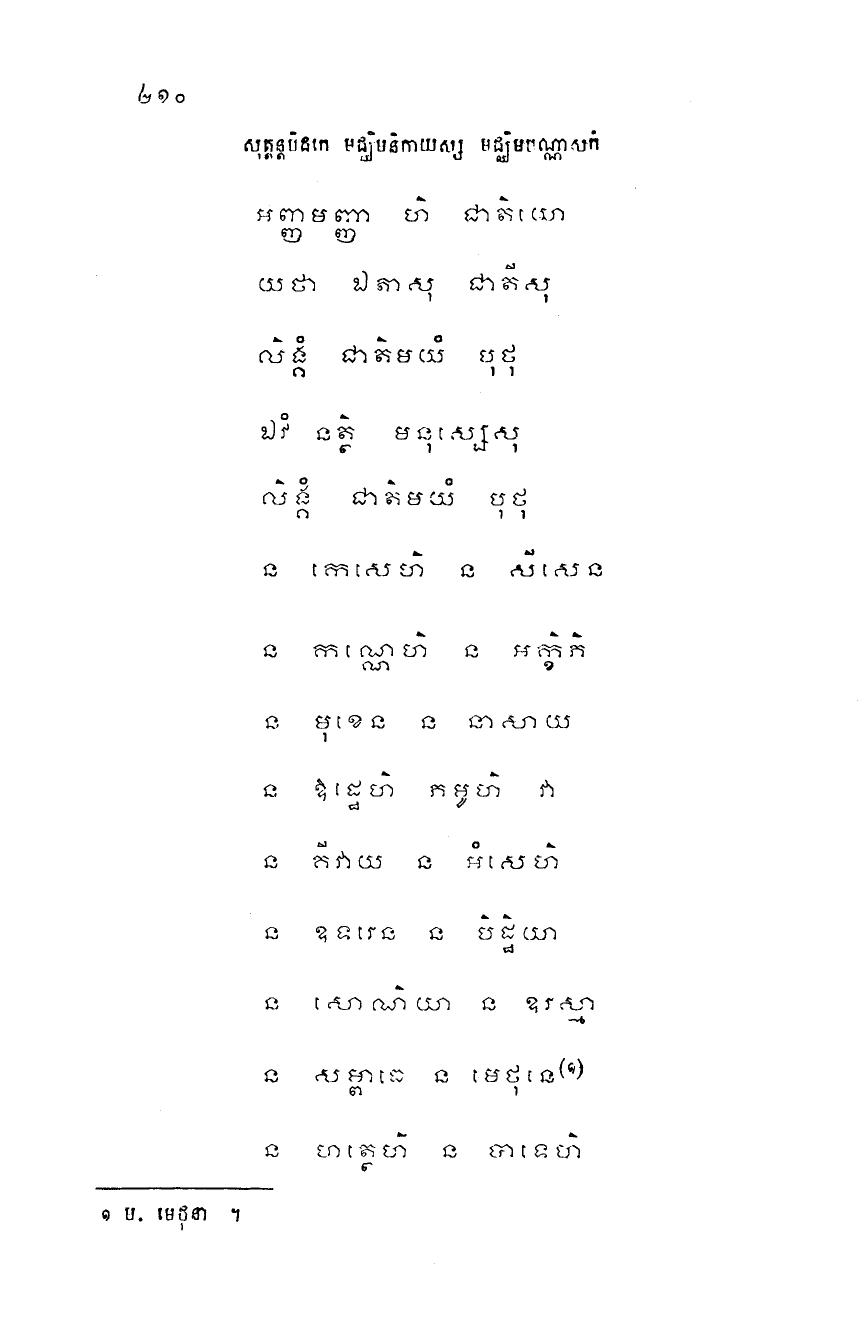 ៤១០
សុត្តន្តបិដកេ មជ្ឈិមនិកាយស្ស មជ្ឈិមបណ្ណាសកំ
អញ្ញមញ្ញា ហិ ជាតិយោ
យថា ឯតាសុ ជាតីសុ
លិង្គំ ជាតិមយំ បុថុ
ឯវំ នត្ថិ មនុស្សេសុ
លិង្គំ ជាតិមយំ បុថុ
ន កេសេហិ ន សីសេន
ន កណ្ណេហិ ន អក្ខិភិ
ន មុខេន ន នាសាយ
ន ឱដ្ឋេហិ ភមូហិ វា
ន គីវាយ ន អំសេហិ
ន ឧទរេន ន បិដ្ឋិយា
ន សោណិយា ន ឧរស្មា
ន សម្ពាធេ ន មេថុនេ(១)
ន ហត្ថេហិ ន បាទេហិ
១ ប. មេថុនា ។